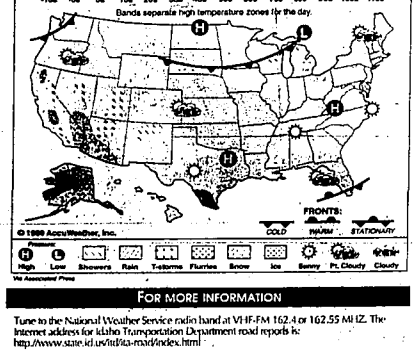 Bands separate high temperature zones for the day.
H
L
H
H
FRONTS:
COLD WARM STATIONARY
© 1999 AccuWeather, Inc.
Pressure:
H L
High Low Showers Rain T-storms Flurries Snow Ice Sunny Pt. Cloudy Cloudy
Via Associated Press
FOR MORE INFORMATION
Tune to the National Weather Service radio band at VHF-FM 162.4 or 162.55 MHZ. The
Internet address for Idaho Transportation Department road reports is:
http://www.state.id.us/itd/ita-road/index.html